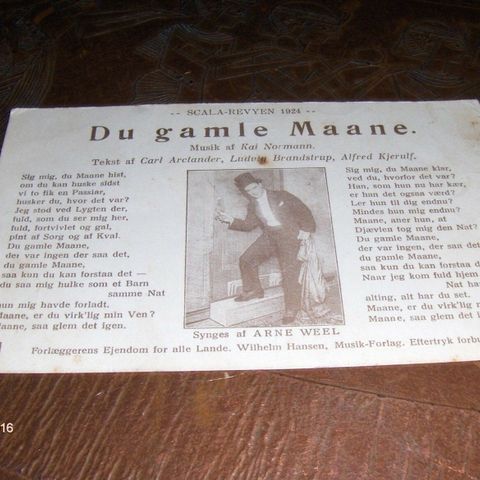 -- SCALA-REVYEN 1924 --
Du gamle Maane.
Musik af Kai Normann.
Tekst af Carl Arctander, Ludvig Brandstrup, Alfred Kjerulf.
Sig mig, du Maane hist,
om du kan huske sidst
vi to fik en Passiar,
husker du, hvor det var?
Jeg stod ved Lygten der,
fuld, som du ser mig her,
fuld, fortvivlet og gal,
pint af Sorg og af Kval.
Du gamle Maane,
der var ingen der saa det,
du gamle Maane,
saa kun du kan forstaa det —
du saa mig hulke som et Barn
samme Nat
hun mig havde forladt.
Maane, er du virk'lig min Ven?
Maane, saa glem det igen.
Sig mig, du Maane klar,
ved du, hvorfor det var?
Han, som hun nu har kær,
er han det ogsaa værd?
Ler hun til dig endnu?
Mindes hun mig endnu?
Maane, aner hun, at
Djævlen tog mig den Nat?
Du gamle Maane,
der var ingen, der saa det
du gamle Maane,
saa kun du kan forstaa d
Naar jeg kom fuld hjem
Nat ha
alting, alt har du set.
Maane, er du virk'lig m
Maane, saa glem det
Synges af ARNE WEEL
Forlæggerens Ejendom for alle Lande. Wilhelm Hansen, Musik-Forlag. Eftertryk forbu
16